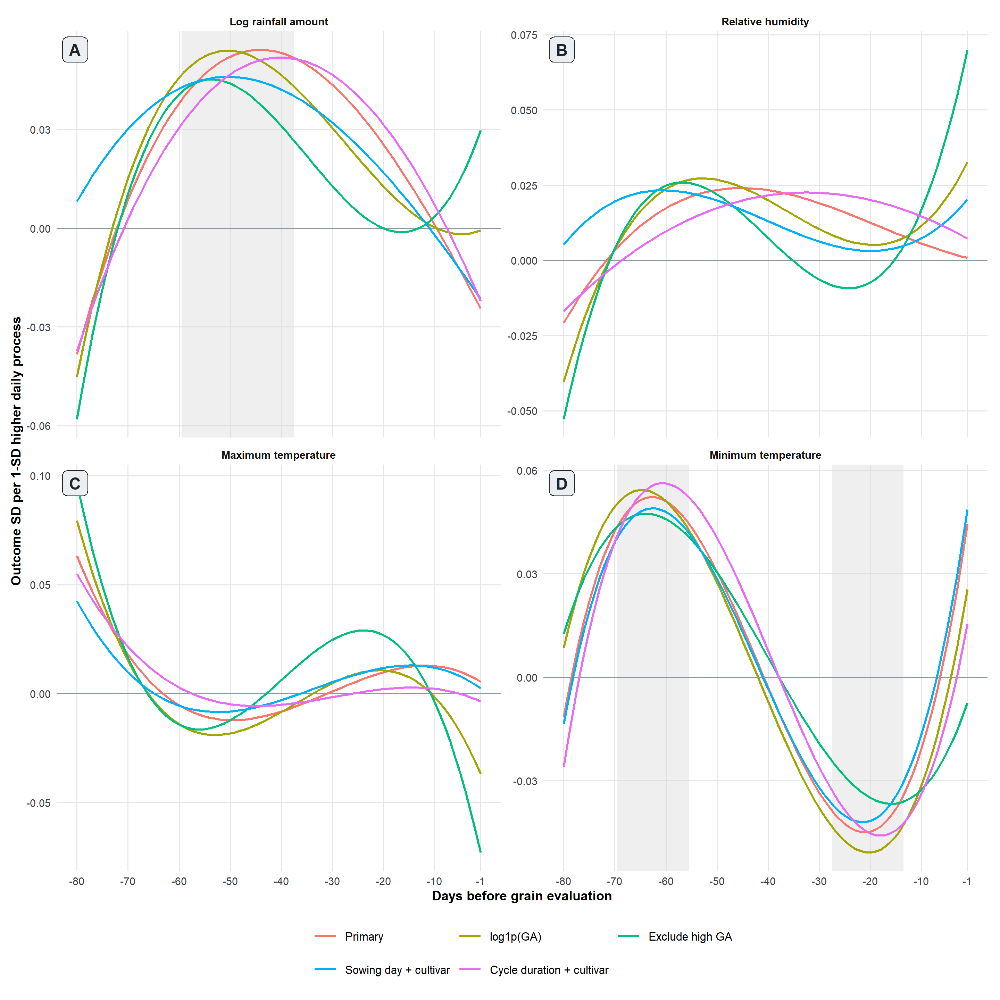 Log rainfall amount
Relative humidity
A
B
0.03
0.00
-0.03
-0.06
0.075
0.050
0.025
0.000
-0.025
-0.050
Outcome SD per 1-SD higher daily process
Maximum temperature
Minimum temperature
C
D
0.10
0.05
0.00
-0.05
0.06
0.03
0.00
-0.03
-80 -70 -60 -50 -40 -30 -20 -10 -1
-80 -70 -60 -50 -40 -30 -20 -10 -1
Days before grain evaluation
Primary
log1p(GA)
Exclude high GA
Sowing day + cultivar
Cycle duration + cultivar